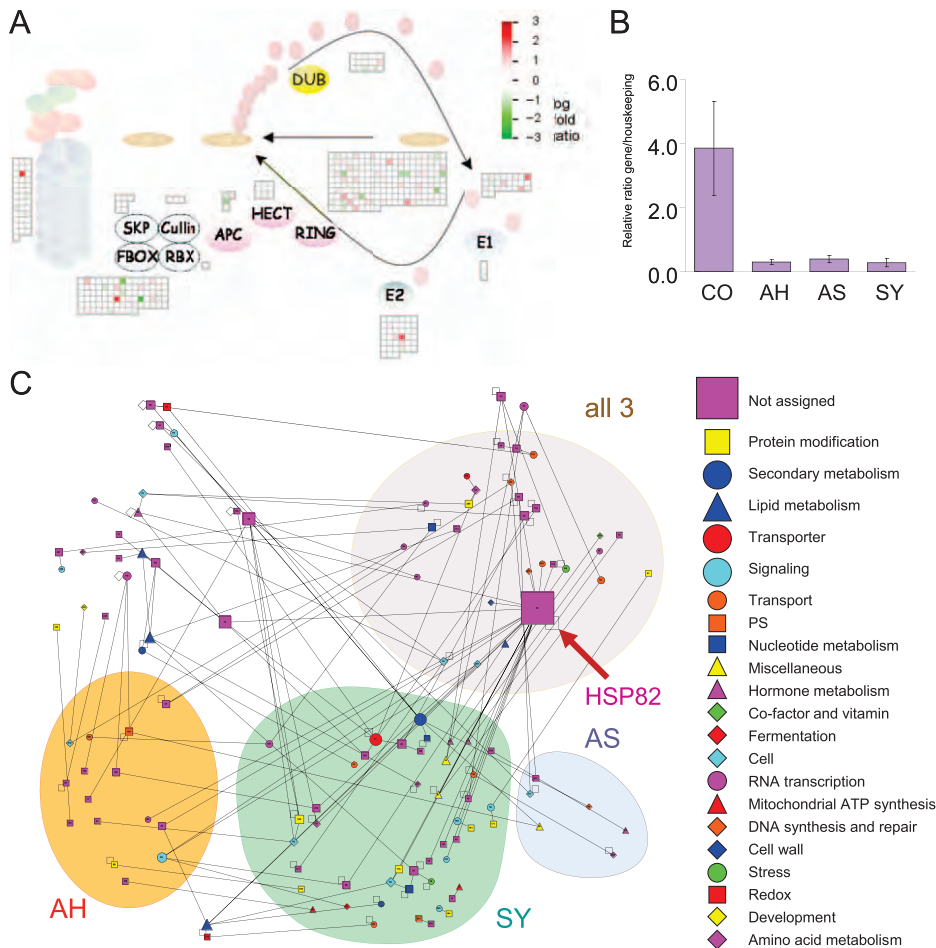 A
DUB
3
2
1
0
−1
−2
−3
og
fold
ratio
SKP
Cullin
FBOX
RBX
APC
HECT
RING
E1
E2
B
Relative ratio gene/houskeeping
6.0
4.0
2.0
0.0
CO
AH
AS
SY
C
all 3
HSP82
AS
AH
SY
Not assigned
Protein modification
Secondary metabolism
Lipid metabolism
Transporter
Signaling
Transport
PS
Nucleotide metabolism
Miscellaneous
Hormone metabolism
Co-factor and vitamin
Fermentation
Cell
RNA transcription
Mitochondrial ATP synthesis
DNA synthesis and repair
Cell wall
Stress
Redox
Development
Amino acid metabolism